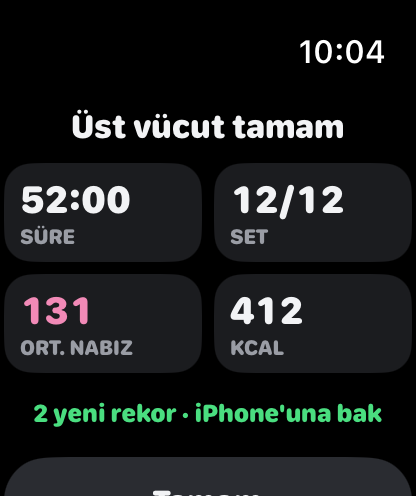 10:04
Üst vücut tamam
52:00
SÜRE
12/12
SET
131
ORT. NABIZ
412
KCAL
2 yeni rekor · iPhone'una bak